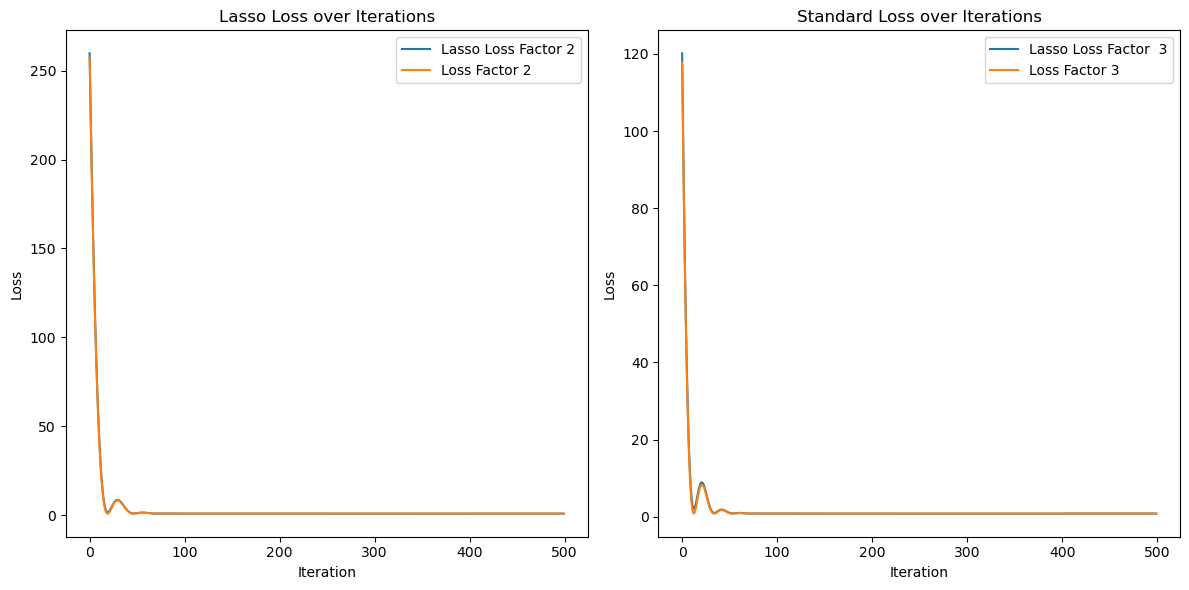 Lasso Loss over Iterations
Lasso Loss Factor 2
Loss Factor 2
Loss
250
200
150
100
50
0
0 100 200 300 400 500
Iteration
Standard Loss over Iterations
Lasso Loss Factor  3
Loss Factor 3
Loss
120
100
80
60
40
20
0
0 100 200 300 400 500
Iteration